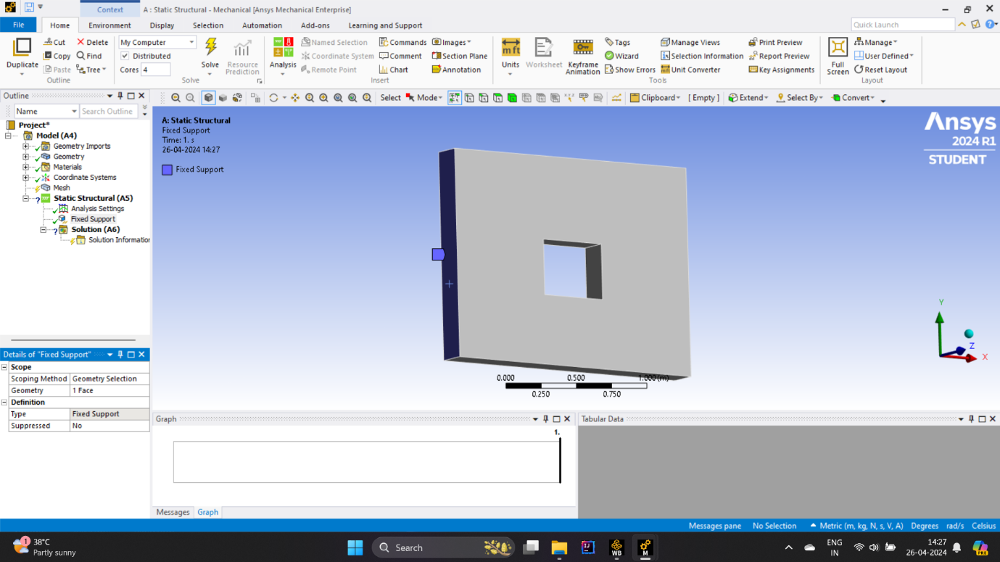 Context
A : Static Structural - Mechanical [Ansys Mechanical Enterprise]
File Home Environment Display Selection Automation Add-ons Learning and Support
Quick Launch
Duplicate
Cut
Copy
Paste
Delete
Find
Tree
Outline
My Computer
Distributed
Cores 4
Solve
Resource Prediction
Solve
Analysis
Named Selection
Coordinate System
Remote Point
Commands
Comment
Chart
Images
Section Plane
Annotation
Insert
Units
Worksheet
Keyframe Animation
Tags
Wizard
Show Errors
Manage Views
Selection Information
Unit Converter
Print Preview
Report Preview
Key Assignments
Tools
Full Screen
Manage
User Defined
Reset Layout
Layout
Outline
Name
Search Outline
Select Mode
Clipboard
[ Empty ]
Extend
Select By
Convert
Project*
Model (A4)
Geometry Imports
Geometry
Materials
Coordinate Systems
Mesh
Static Structural (A5)
Analysis Settings
Fixed Support
Solution (A6)
Solution Information
A: Static Structural
Fixed Support
Time: 1. s
26-04-2024 14:27
Fixed Support
Ansys
2024 R1
STUDENT
Y
Z
X
0.000 0.500 1.000 (m)
0.250 0.750
Details of "Fixed Support"
Scope
Scoping Method Geometry Selection
Geometry 1 Face
Definition
Type Fixed Support
Suppressed No
Graph
1.
Messages Graph
Tabular Data
Messages pane No Selection Metric (m, kg, N, s, V, A) Degrees rad/s Celsius
1
38°C
Partly sunny
Search
WB
M
ENG
IN
14:27
26-04-2024
PRE